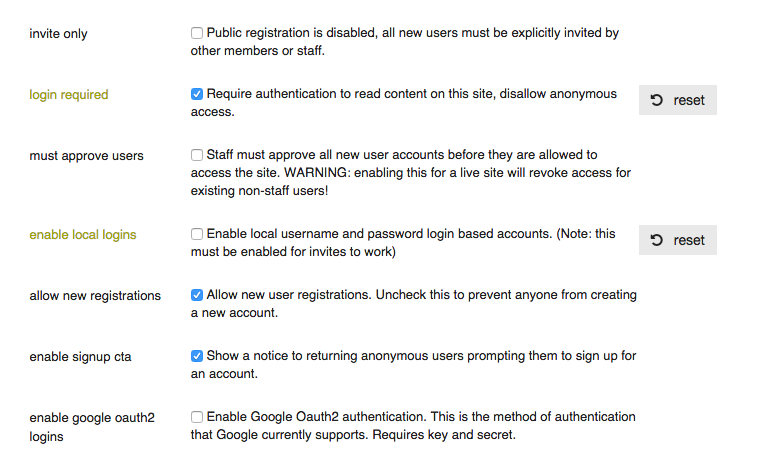 invite only
Public registration is disabled, all new users must be explicitly invited by
other members or staff.
login required
Require authentication to read content on this site, disallow anonymous
access.
reset
must approve users
Staff must approve all new user accounts before they are allowed to
access the site. WARNING: enabling this for a live site will revoke access for
existing non-staff users!
enable local logins
Enable local username and password login based accounts. (Note: this
must be enabled for invites to work)
reset
allow new registrations
Allow new user registrations. Uncheck this to prevent anyone from creating
a new account.
enable signup cta
Show a notice to returning anonymous users prompting them to sign up for
an account.
enable google oauth2
logins
Enable Google Oauth2 authentication. This is the method of authentication
that Google currently supports. Requires key and secret.